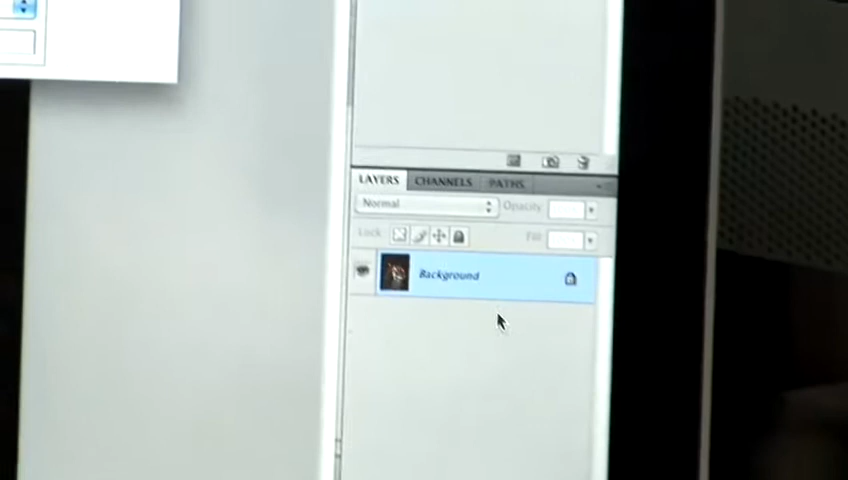 LAYERS CHANNELS PATHS
Normal Opacity
Lock: Fill:
Background